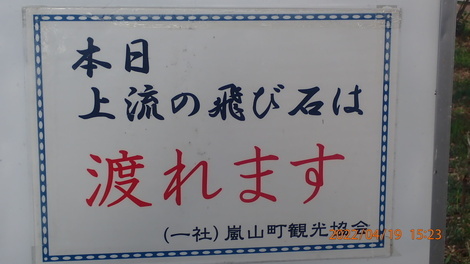 本日
上流の飛び石は
渡れます
(一社)嵐山町観光協会
2022/04/19 15:23